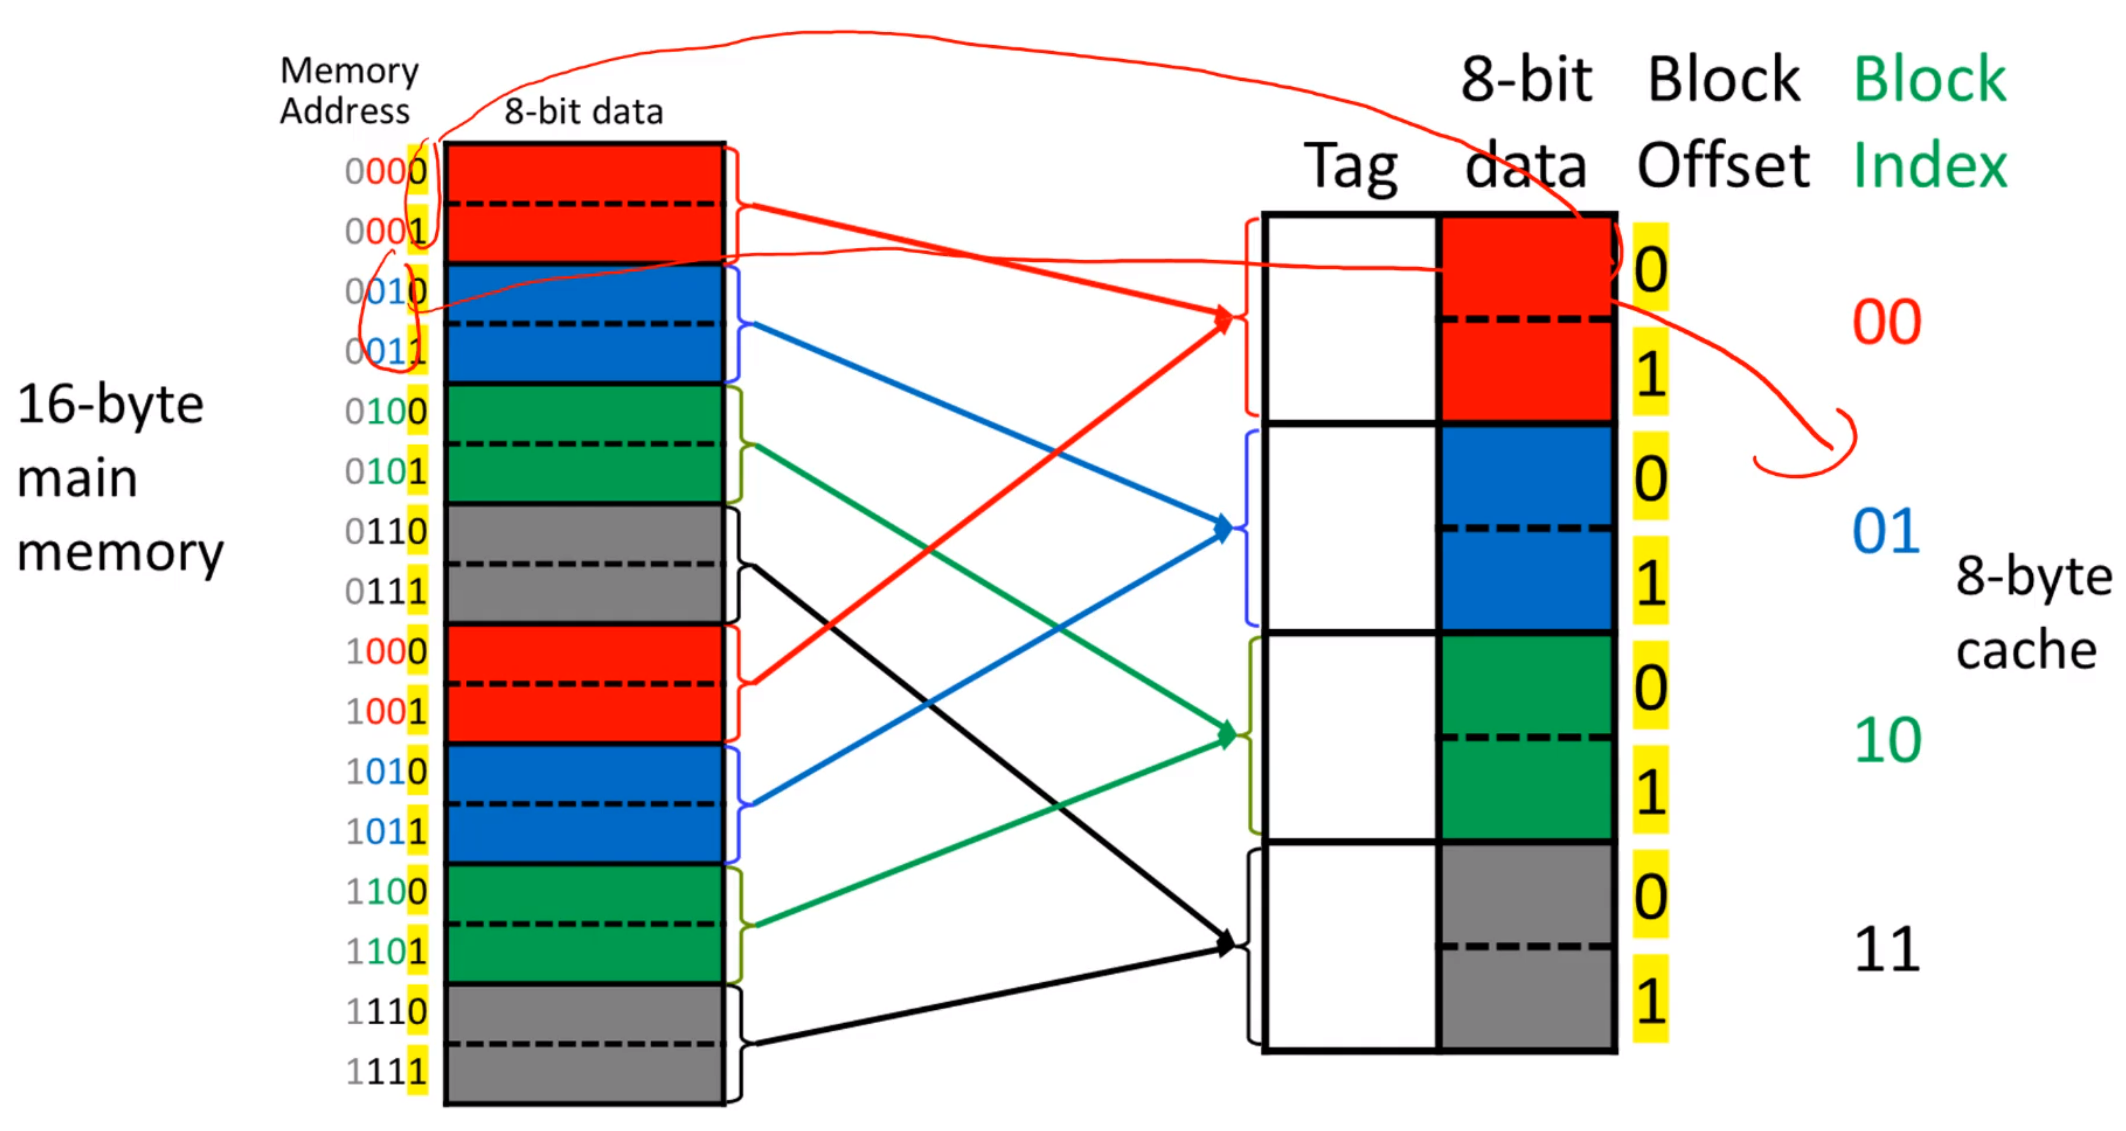 Memory
Address
8-bit data
0000
0001
0010
0011
0100
0101
0110
0111
1000
1001
1010
1011
1100
1101
1110
1111
16-byte
main
memory
Tag
8-bit
data
Block
Offset
Block
Index
0
1
0
1
0
1
0
1
00
01
10
11
8-byte
cache